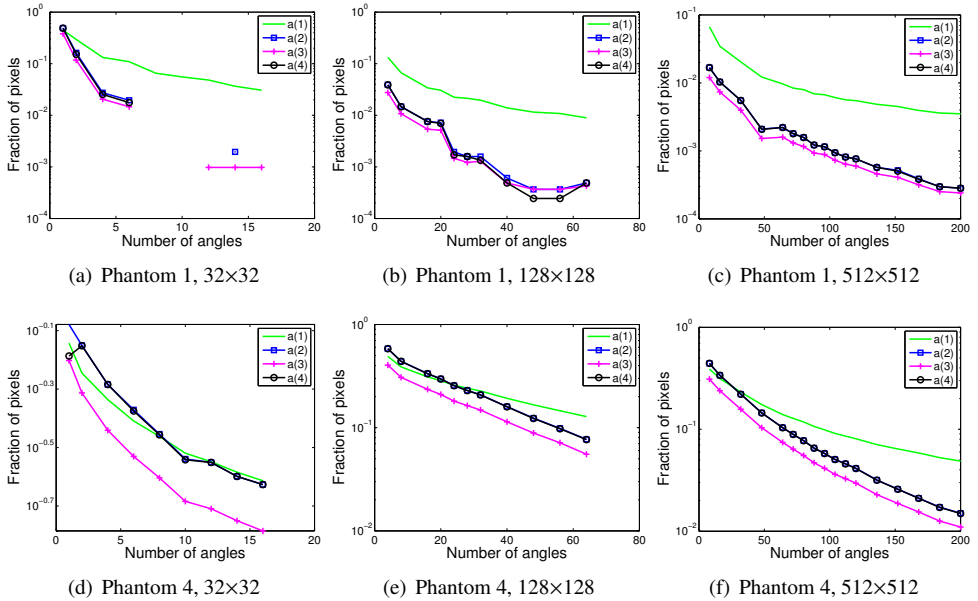 10^0
10^-1
10^-2
10^-3
10^-4
0 5 10 15 20
Fraction of pixels
Number of angles
a(1)
a(2)
a(3)
a(4)
(a) Phantom 1, 32×32
10^0
10^-1
10^-2
10^-3
10^-4
0 20 40 60 80
Fraction of pixels
Number of angles
a(1)
a(2)
a(3)
a(4)
(b) Phantom 1, 128×128
10^-1
10^-2
10^-3
10^-4
0 50 100 150 200
Fraction of pixels
Number of angles
a(1)
a(2)
a(3)
a(4)
(c) Phantom 1, 512×512
10^-0.1
10^-0.3
10^-0.5
10^-0.7
0 5 10 15 20
Fraction of pixels
Number of angles
a(1)
a(2)
a(3)
a(4)
(d) Phantom 4, 32×32
10^0
10^-1
10^-2
0 20 40 60 80
Fraction of pixels
Number of angles
a(1)
a(2)
a(3)
a(4)
(e) Phantom 4, 128×128
10^0
10^-1
10^-2
0 50 100 150 200
Fraction of pixels
Number of angles
a(1)
a(2)
a(3)
a(4)
(f) Phantom 4, 512×512